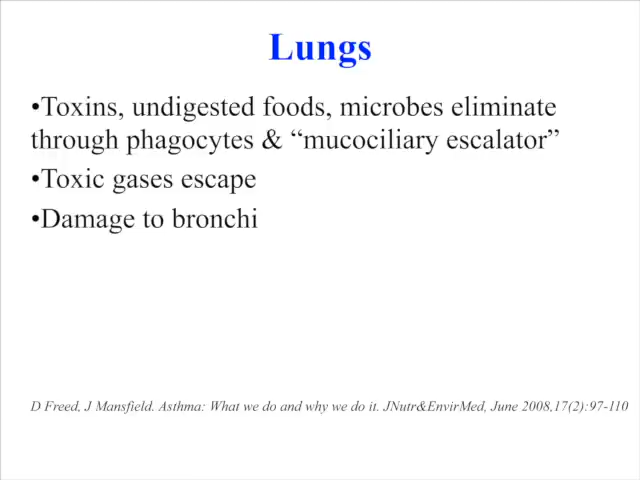 Lungs
•Toxins, undigested foods, microbes eliminate
through phagocytes & “mucociliary escalator”
•Toxic gases escape
•Damage to bronchi
D Freed, J Mansfield. Asthma: What we do and why we do it. JNutr&EnvirMed, June 2008,17(2):97-110